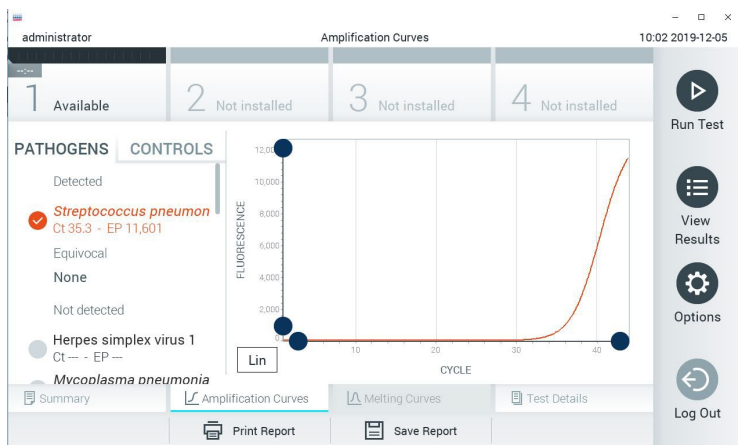 administrator
Amplification Curves
10:02 2019-12-05
--:--
1 Available
2 Not installed
3 Not installed
4 Not installed
Run Test
PATHOGENS CONTROLS
Detected
Streptococcus pneumon
Ct 35.3 - EP 11,601
Equivocal
None
Not detected
Herpes simplex virus 1
Ct --- - EP ---
Mycoplasma pneumonia
FLUORESCENCE
10,000
8,000
6,000
4,000
2,000
0
10
20
30
40
CYCLE
Lin
View
Results
Options
Log Out
Summary
Amplification Curves
Melting Curves
Test Details
Print Report
Save Report